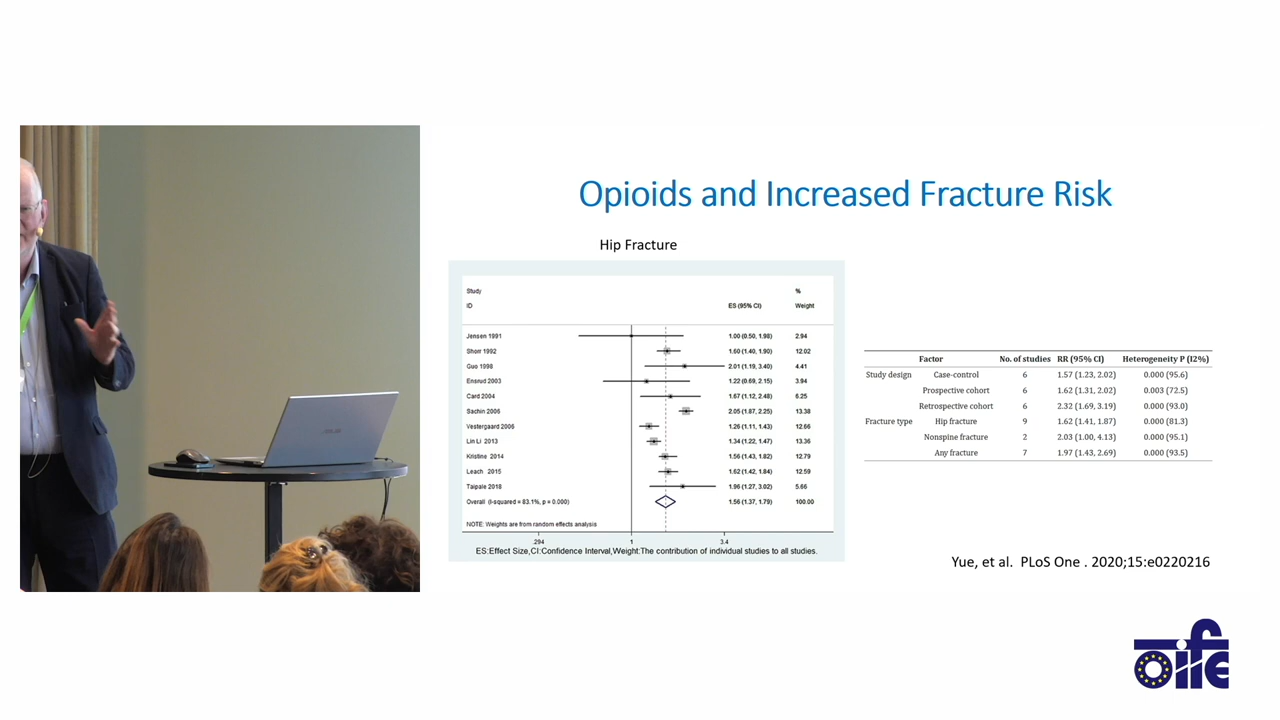 Opioids and Increased Fracture Risk
Hip Fracture
Study % 
ID ES (95% CI) Weight
Jensen 1991 1.00 (0.50, 1.98) 2.94
Shorr 1992 1.60 (1.40, 1.90) 12.02
Guo 1998 2.01 (1.19, 3.40) 4.41
Ensrud 2003 1.22 (0.69, 2.15) 3.94
Card 2004 1.67 (1.12, 2.48) 6.25
Sachin 2006 2.05 (1.87, 2.25) 13.38
Vestergaard 2006 1.26 (1.11, 1.43) 12.66
Lin Li 2013 1.34 (1.22, 1.47) 13.36
Kristine 2014 1.56 (1.43, 1.32) 12.79
Leach 2015 1.62 (1.42, 1.84) 12.59
Taipale 2018 1.96 (1.27, 3.02) 5.66
Overall (I-squared = 83.1%, p = 0.000) 1.56 (1.37, 1.79) 100.00
NOTE: Weights are from random effects analysis
.294 1 3.4
ES:Effect Size,CI:Confidence Interval,Weight:The contribution of individual studies to all studies.
Factor No. of studies RR (95% CI) Heterogeneity P (I2%)
Study design Case-control 6 1.57 (1.23, 2.02) 0.000 (95.6)
Prospective cohort 6 1.62 (1.31, 2.02) 0.003 (72.5)
Retrospective cohort 6 2.32 (1.69, 3.19) 0.000 (93.0)
Fracture type Hip fracture 9 1.62 (1.41, 1.87) 0.000 (81.3)
Nonspine fracture 2 2.03 (1.00, 4.13) 0.000 (95.1)
Any fracture 7 1.97 (1.43, 2.69) 0.000 (93.5)
Yue, et al. PLoS One . 2020;15:e0220216
oife